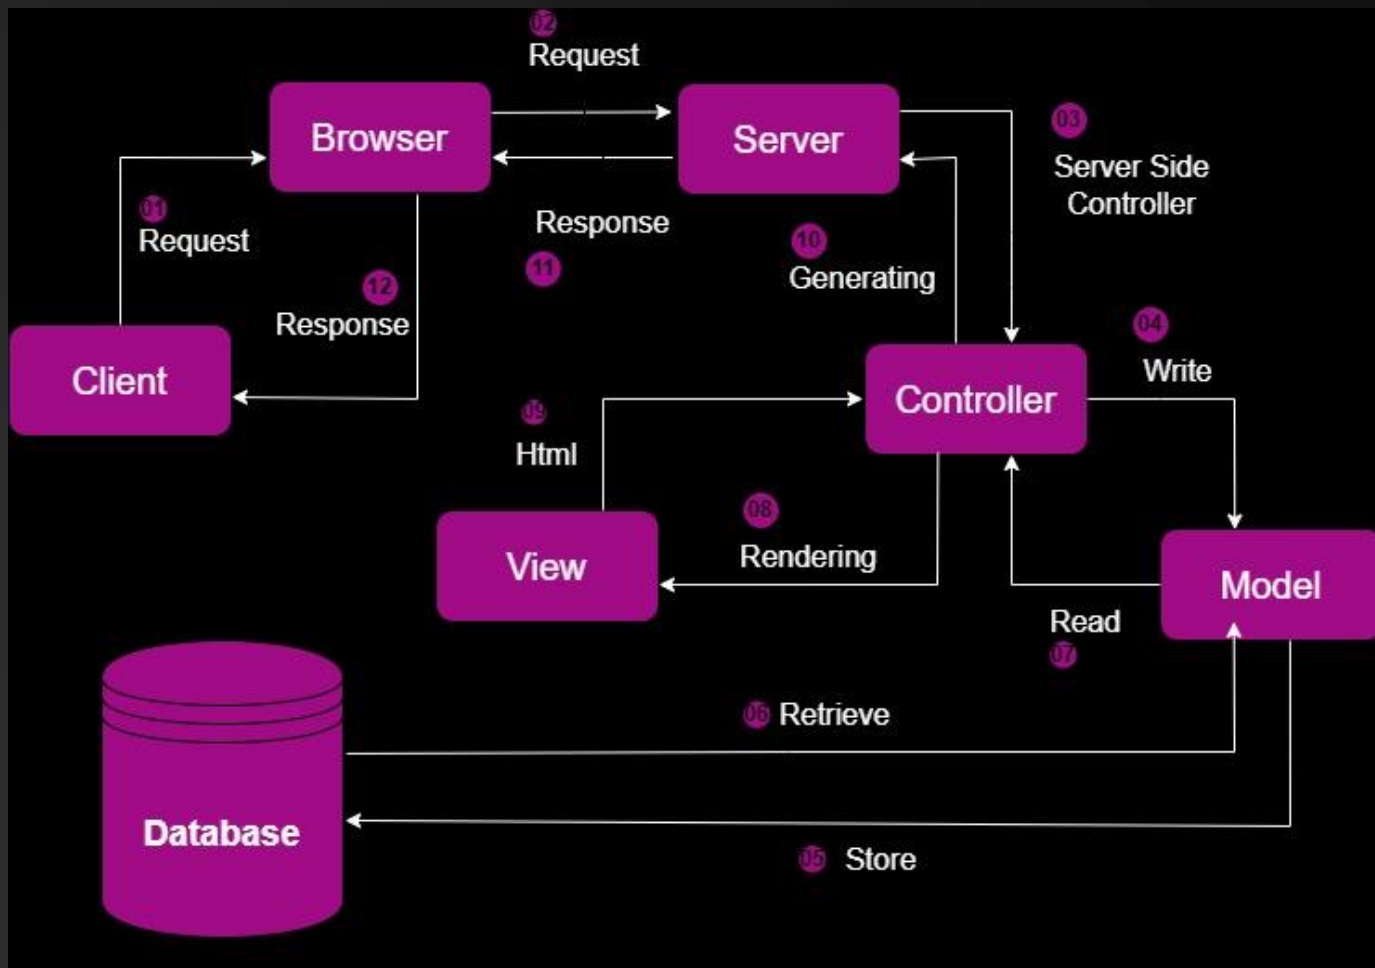 02
Request
Browser
Server
03
Server Side
Controller
01
Request
Response
11
10
Generating
12
Response
Client
04
Write
Controller
09
Html
08
Rendering
View
Model
Read
07
06 Retrieve
Database
05 Store